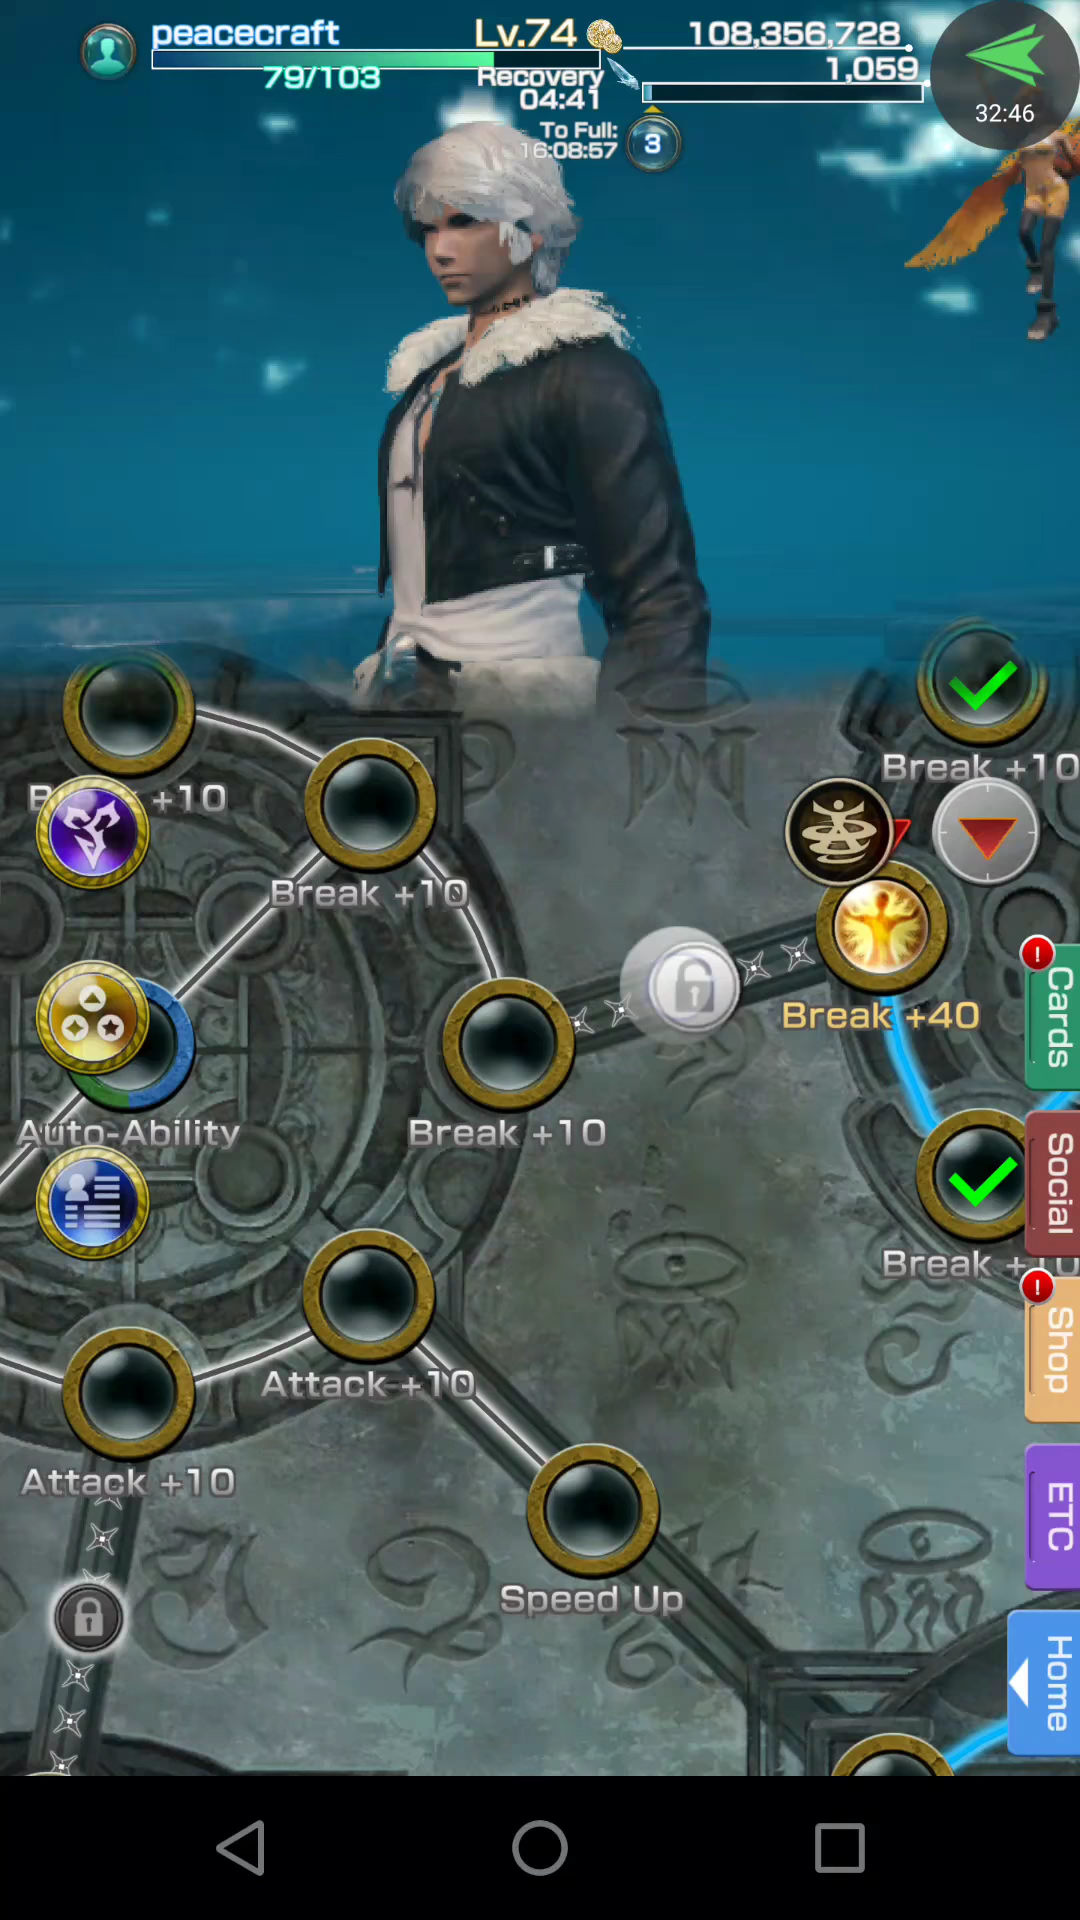 peacecraft
Lv.74
108,356,728
79/103
Recovery
04:41
1,059
To Full:
16:08:57
3
32:46
Break +10
Break +10
Break +10
Break +40
Auto-Ability
Break +10
Break +10
Attack +10
Attack +10
Speed Up
!
Cards
Social
!
Shop
ETC
Home